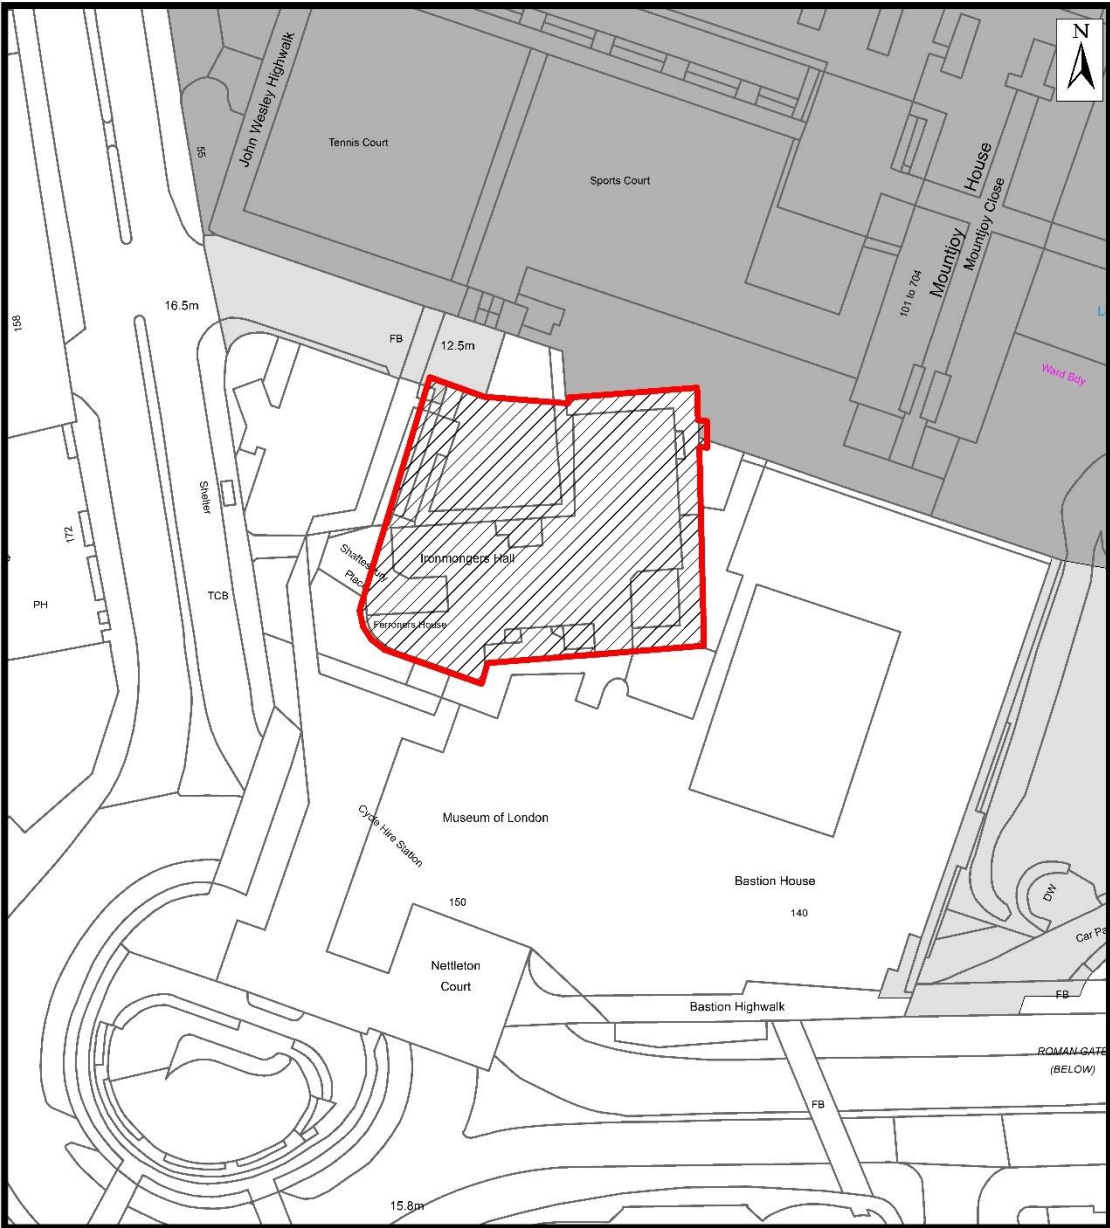 N
John Wesley Highwalk
Tennis Court
55
Sports Court
House
Mountjoy
Mountjoy Close
101 to 704
16.5m
158
FB
12.5m
Ward Bdy
Shelter
172
PH
TCB
Shaftesbury
Place
Ironmongers Hall
Ferroners House
Cycle Hire Station
Museum of London
150
Bastion House
140
DW
Car Pa
Nettleton
Court
Bastion Highwalk
FB
ROMAN GATE
(BELOW)
FB
15.8m